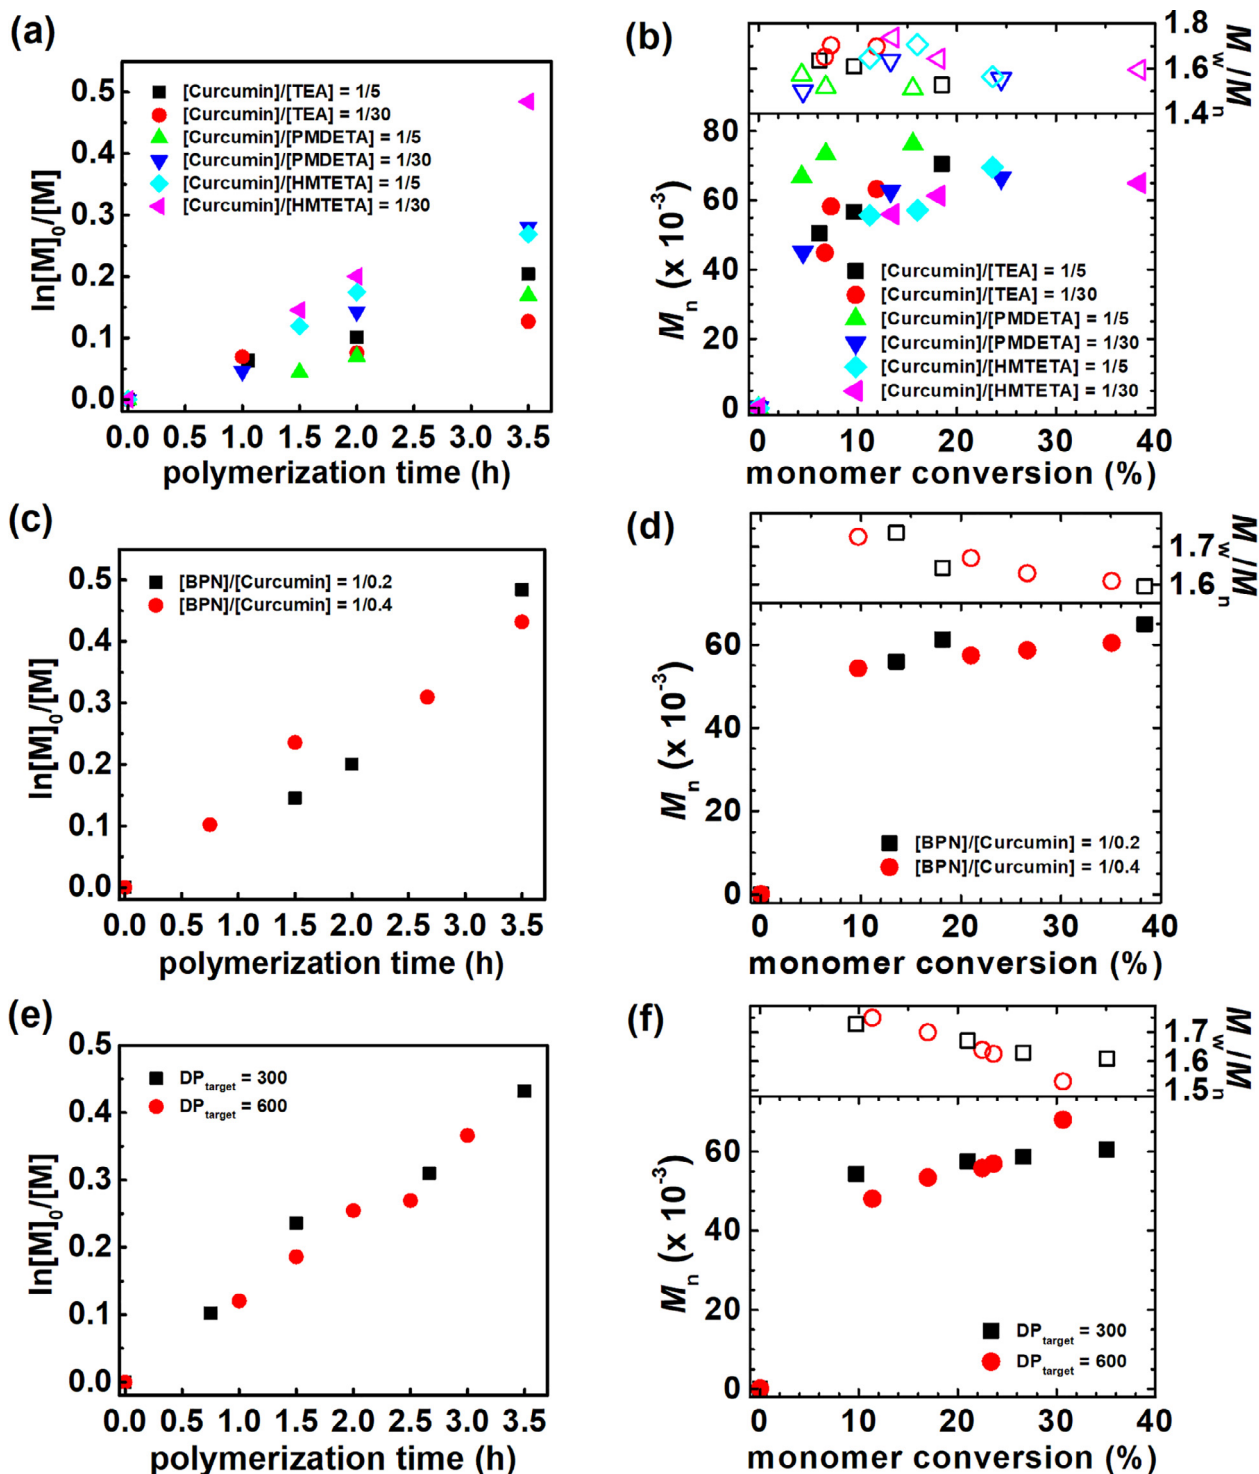 (a)
ln[M]0/[M]
0.5
0.4
0.3
0.2
0.1
0.0
[Curcumin]/[TEA] = 1/5
[Curcumin]/[TEA] = 1/30
[Curcumin]/[PMDETA] = 1/5
[Curcumin]/[PMDETA] = 1/30
[Curcumin]/[HMTETA] = 1/5
[Curcumin]/[HMTETA] = 1/30
0.0 0.5 1.0 1.5 2.0 2.5 3.0 3.5
polymerization time (h)
(b)
1.8
1.6
1.4
Mw/Mn
Mn (x 10-3)
80
60
40
20
0
[Curcumin]/[TEA] = 1/5
[Curcumin]/[TEA] = 1/30
[Curcumin]/[PMDETA] = 1/5
[Curcumin]/[PMDETA] = 1/30
[Curcumin]/[HMTETA] = 1/5
[Curcumin]/[HMTETA] = 1/30
0 10 20 30 40
monomer conversion (%)
(c)
ln[M]0/[M]
0.5
0.4
0.3
0.2
0.1
0.0
[BPN]/[Curcumin] = 1/0.2
[BPN]/[Curcumin] = 1/0.4
0.0 0.5 1.0 1.5 2.0 2.5 3.0 3.5
polymerization time (h)
(d)
1.7
1.6
Mw/Mn
Mn (x 10-3)
60
40
20
0
[BPN]/[Curcumin] = 1/0.2
[BPN]/[Curcumin] = 1/0.4
0 10 20 30 40
monomer conversion (%)
(e)
ln[M]0/[M]
0.5
0.4
0.3
0.2
0.1
0.0
DPtarget = 300
DPtarget = 600
0.0 0.5 1.0 1.5 2.0 2.5 3.0 3.5
polymerization time (h)
(f)
1.7
1.6
1.5
Mw/Mn
Mn (x 10-3)
60
40
20
0
DPtarget = 300
DPtarget = 600
0 10 20 30 40
monomer conversion (%)